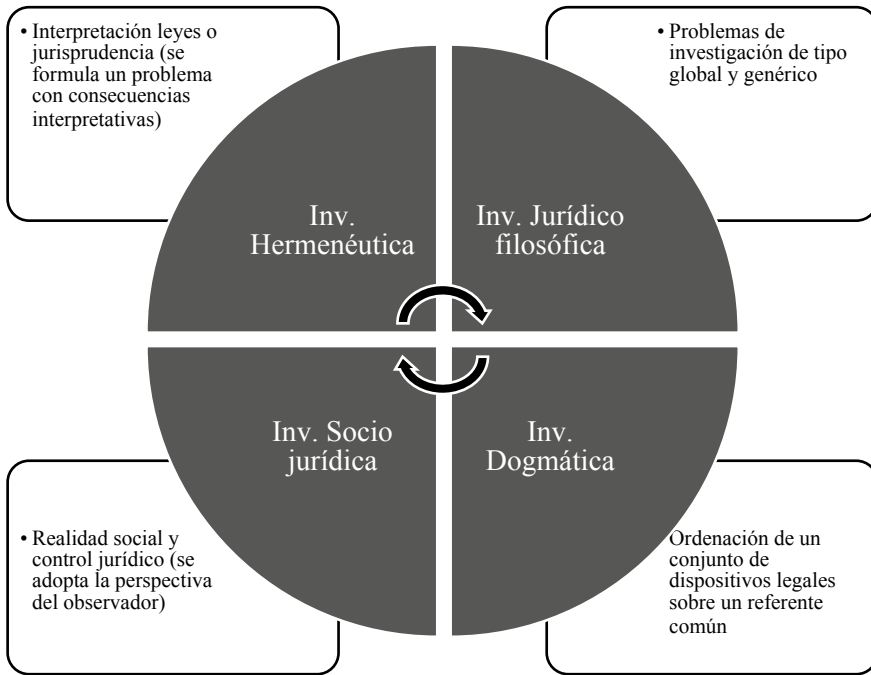 • Interpretación leyes o
jurisprudencia (se
formula un problema
con consecuencias
interpretativas)
• Problemas de
investigación de tipo
global y genérico
Inv.
Hermenéutica
Inv. Jurídico
filosófica
Inv. Socio
jurídica
Inv.
Dogmática
• Realidad social y
control jurídico (se
adopta la perspectiva
del observador)
Ordenación de un
conjunto de
dispositivos legales
sobre un referente
común